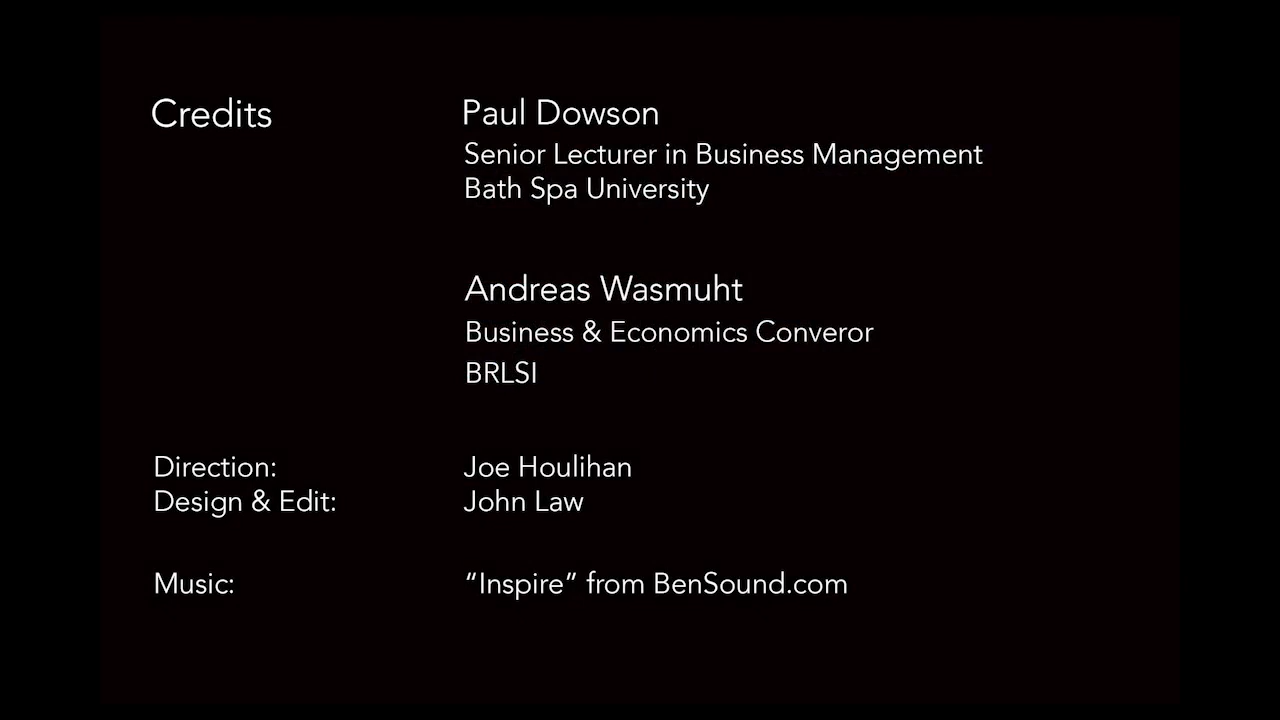 Credits Paul Dowson
Senior Lecturer in Business Management
Bath Spa University
Andreas Wasmuht
Business & Economics Converor
BRLSI
Direction: Joe Houlihan
Design & Edit: John Law
Music: “Inspire” from BenSound.com